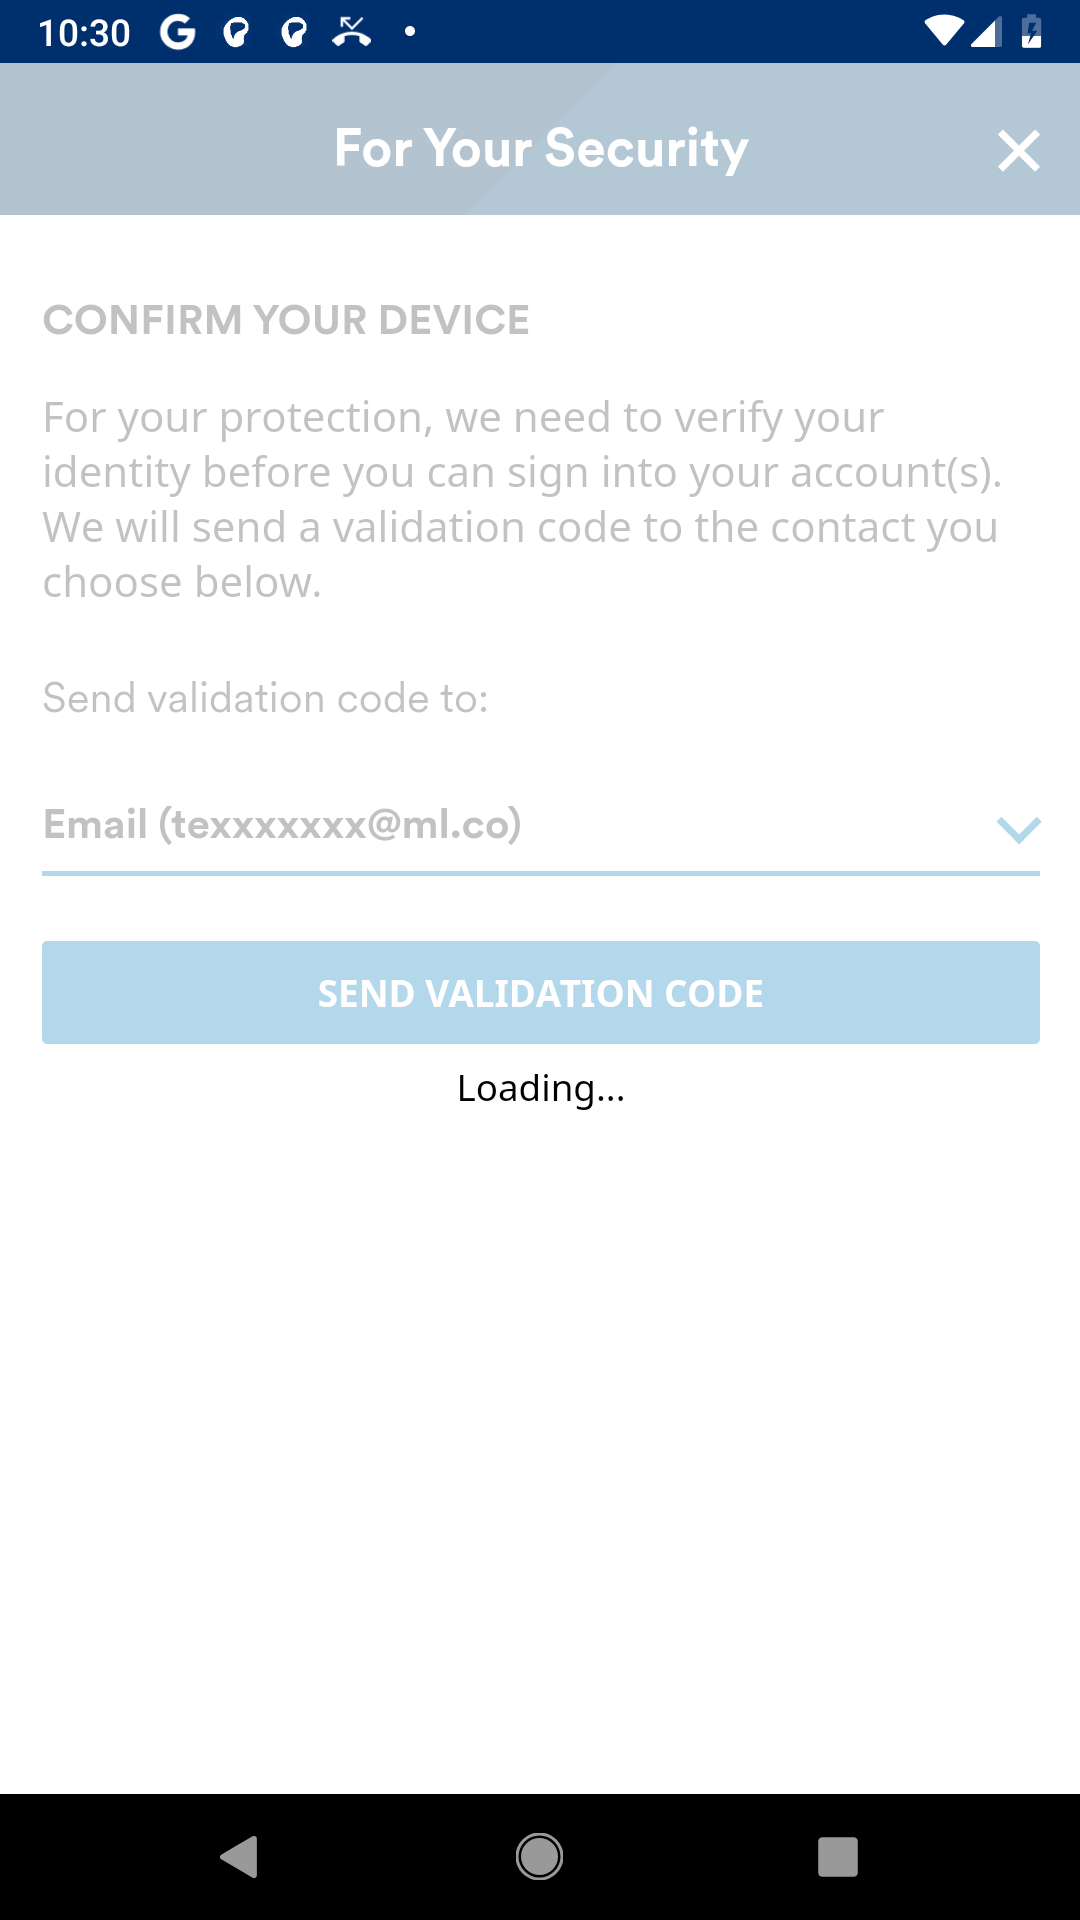 10:30
For Your Security
CONFIRM YOUR DEVICE
For your protection, we need to verify your
identity before you can sign into your account(s).
We will send a validation code to the contact you
choose below.
Send validation code to:
Email (texxxxxxx@ml.co)
SEND VALIDATION CODE
Loading...